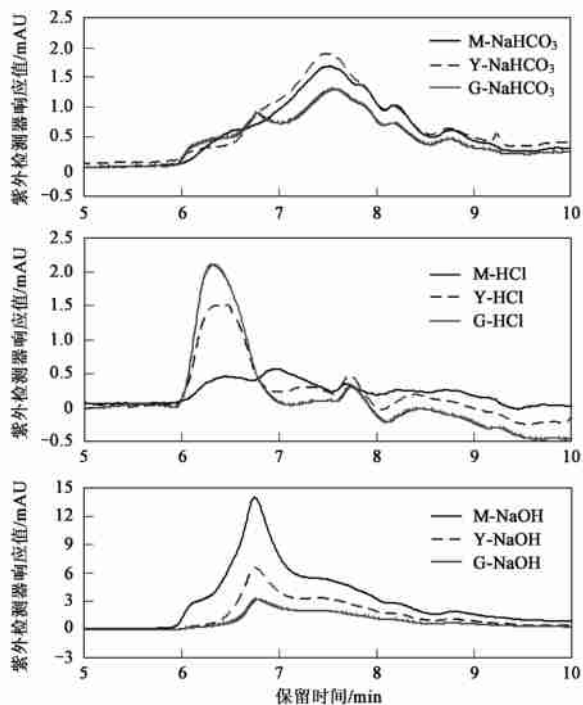 紫外检测器响应值/mAU
2.5
2.0
1.5
1.0
0.5
0
−0.5
M-NaHCO₃
Y-NaHCO₃
G-NaHCO₃
5 6 7 8 9 10
紫外检测器响应值/mAU
2.5
2.0
1.5
1.0
0.5
0
−0.5
M-HCl
Y-HCl
G-HCl
5 6 7 8 9 10
紫外检测器响应值/mAU
15
12
9
6
3
0
−3
M-NaOH
Y-NaOH
G-NaOH
5 6 7 8 9 10
保留时间/min